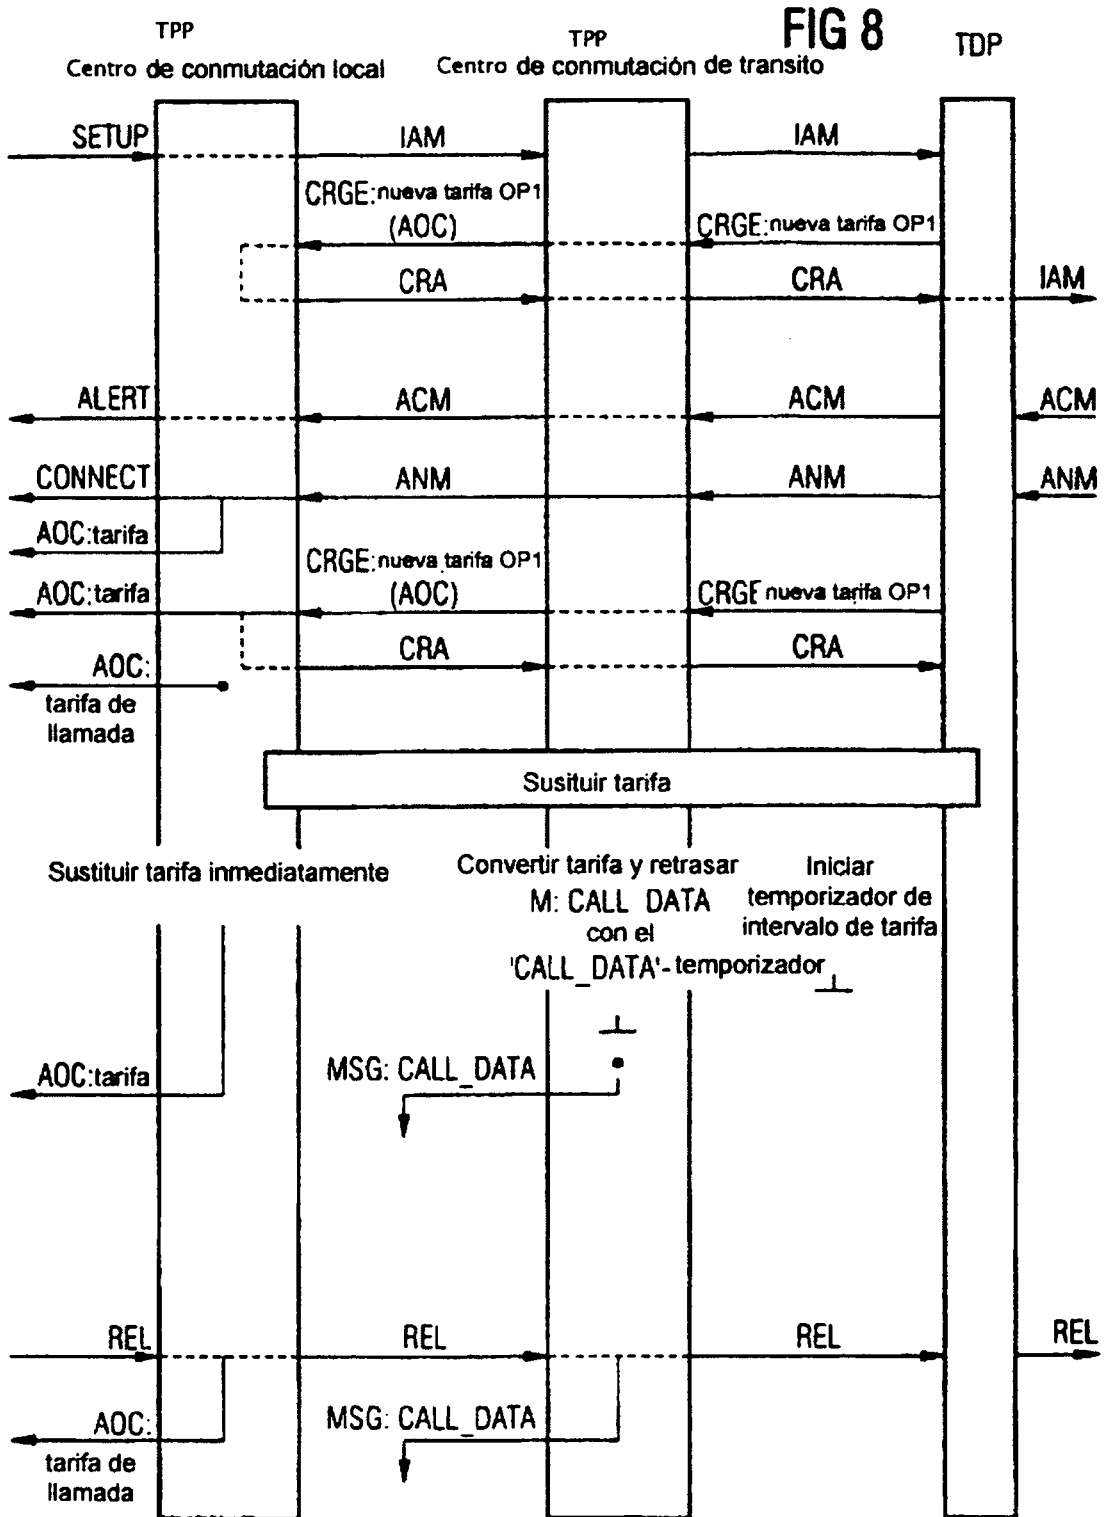 FIG 8
TPP
Centro de conmutación local
TPP
Centro de conmutación de transito
TDP
SETUP
IAM
IAM
CRGE:nueva tarifa OP1
(AOC)
CRGE:nueva tarifa OP1
CRA
CRA
IAM
ALERT
ACM
ACM
ACM
CONNECT
ANM
ANM
ANM
AOC:tarifa
CRGE:nueva tarifa OP1
AOC:tarifa
(AOC)
CRGE nueva tarifa OP1
CRA
CRA
AOC:
tarifa de
llamada
Susituir tarifa
Sustituir tarifa inmediatamente
Convertir tarifa y retrasar
M: CALL DATA
con el
'CALL_DATA'-temporizador
Iniciar
temporizador de
intervalo de tarifa
AOC:tarifa
MSG: CALL_DATA
REL
REL
REL
REL
AOC:
tarifa de
llamada
MSG: CALL_DATA